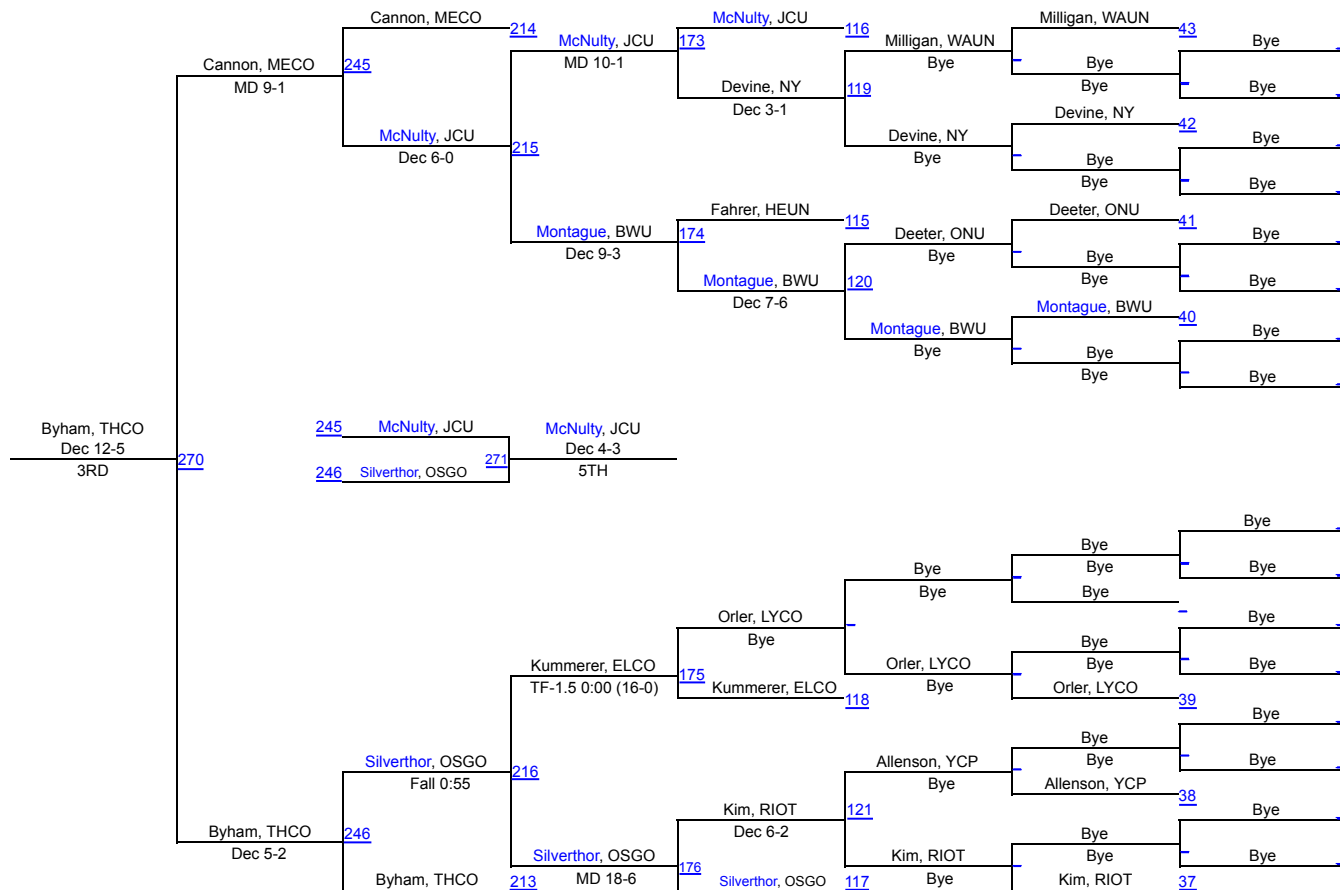 Cannon, MECO
214
McNulty, JCU
116
Milligan, WAUN
43
McNulty, JCU
173
MD 10-1
Milligan, WAUN
Bye
Bye
Bye
Bye
Bye
Cannon, MECO
245
MD 9-1
Devine, NY
119
Dec 3-1
Devine, NY
42
McNulty, JCU
215
Dec 6-0
Devine, NY
Bye
Bye
Bye
Bye
Bye
Fahrer, HEUN
115
Deeter, ONU
41
Montague, BWU
174
Dec 9-3
Deeter, ONU
Bye
Bye
Bye
Bye
Bye
Montague, BWU
120
Dec 7-6
Montague, BWU
40
Montague, BWU
Bye
Bye
Bye
Bye
Bye
Byham, THCO
Dec 12-5
3RD
270
245
McNulty, JCU
246
Silverthor, OSGO
271
McNulty, JCU
Dec 4-3
5TH
Bye
Bye
Bye
Bye
Bye
Bye
Bye
Orler, LYCO
Bye
Bye
Bye
Bye
Bye
Kummerer, ELCO
175
TF-1.5 0:00 (16-0)
Orler, LYCO
Bye
Orler, LYCO
39
Kummerer, ELCO
118
Bye
Bye
Bye
Bye
Silverthor, OSGO
216
Fall 0:55
Allenson, YCP
Bye
Allenson, YCP
38
Kim, RIOT
121
Dec 6-2
Bye
Byham, THCO
246
Dec 5-2
Bye
Bye
Silverthor, OSGO
176
MD 18-6
Kim, RIOT
Bye
Bye
Byham, THCO
213
Silverthor, OSGO
117
Kim, RIOT
37